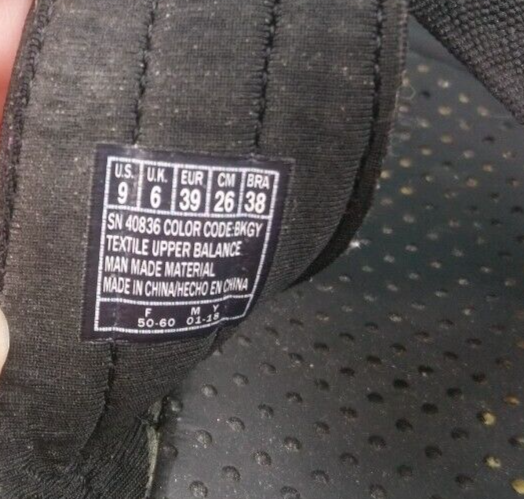 U.S. U.K. EUR CM BRA
9 6 39 26 38
SN 40836 COLOR CODE:BKGY
TEXTILE UPPER BALANCE
MAN MADE MATERIAL
MADE IN CHINA/HECHO EN CHINA
F M Y
50-60 01-18